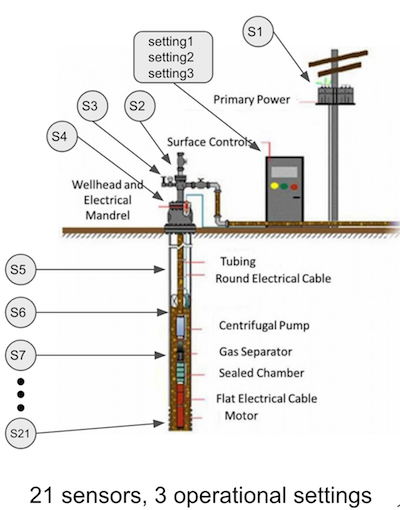 S1
setting1
setting2
setting3
Primary Power
S3
S2
S4
Surface Controls
Wellhead and
Electrical
Mandrel
S5
Tubing
Round Electrical Cable
S6
Centrifugal Pump
S7
Gas Separator
Sealed Chamber
Flat Electrical Cable
Motor
S21
21 sensors, 3 operational settings